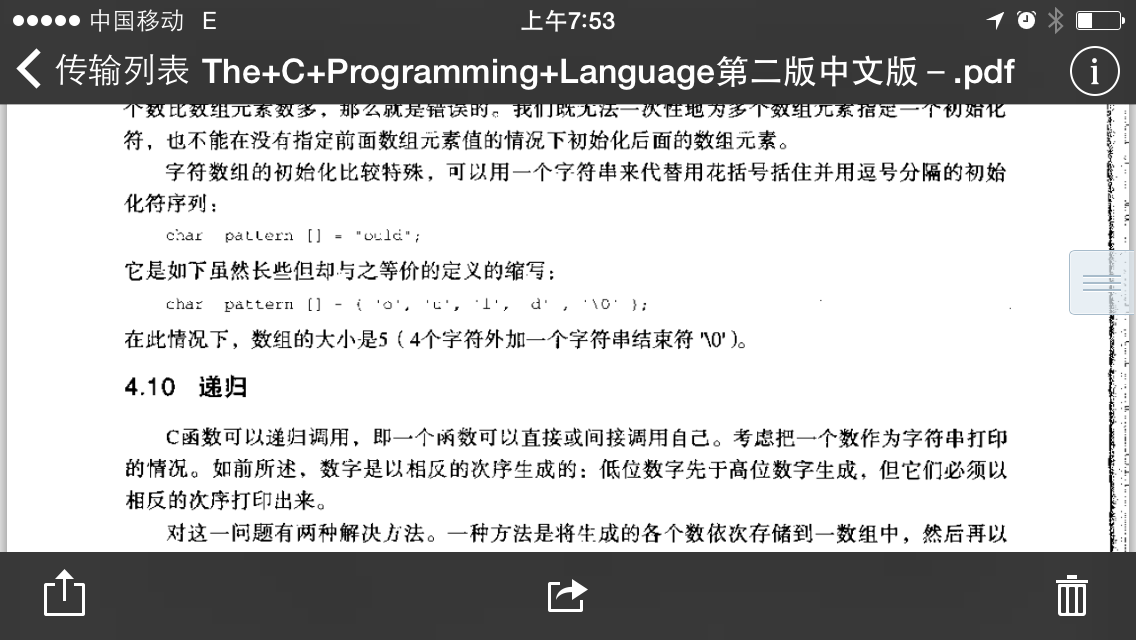 中国移动 E 上午7:53
传输列表 The+C+Programming+Language第二版中文版 – .pdf
个数比数组元素数多，那么就是错误的。我们既无法一次性地为多个数组元素指定一个初始化
符，也不能在没有指定前面数组元素值的情况下初始化后面的数组元素。
字符数组的初始化比较特殊，可以用一个字符串来代替用花括号括住并用逗号分隔的初始
化符序列：
char pattern [] = "ould";
它是如下虽然长些但却与之等价的定义的缩写：
char pattern [] = { 'o', 'u', 'l', 'd' , '\0' };
在此情况下，数组的大小是5（4个字符外加一个字符串结束符 '\0'）。
4.10 递归
C函数可以递归调用，即一个函数可以直接或间接调用自己。考虑把一个数作为字符串打印
的情况。如前所述，数字是以相反的次序生成的：低位数字先于高位数字生成，但它们必须以
相反的次序打印出来。
对这一问题有两种解决方法。一种方法是将生成的各个数依次存储到一数组中，然后再以